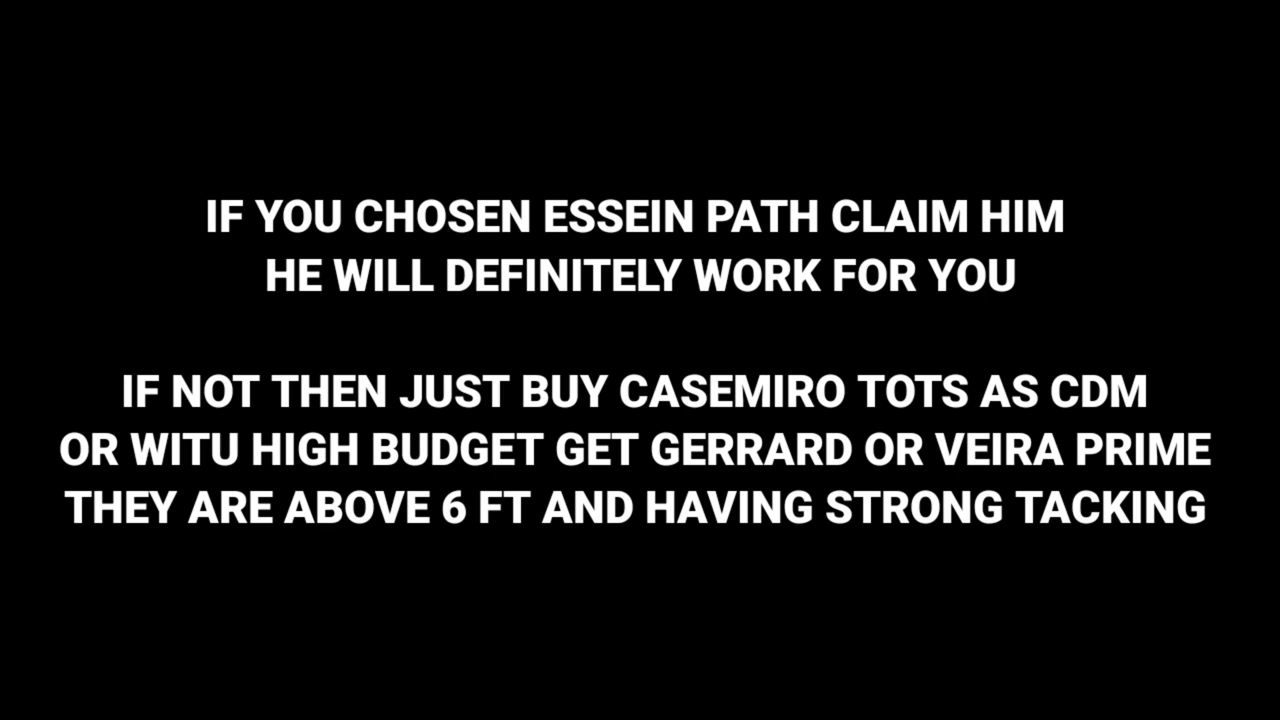 IF YOU CHOSEN ESSEIN PATH CLAIM HIM
HE WILL DEFINITELY WORK FOR YOU
IF NOT THEN JUST BUY CASEMIRO TOTS AS CDM
OR WITU HIGH BUDGET GET GERRARD OR VEIRA PRIME
THEY ARE ABOVE 6 FT AND HAVING STRONG TACKING